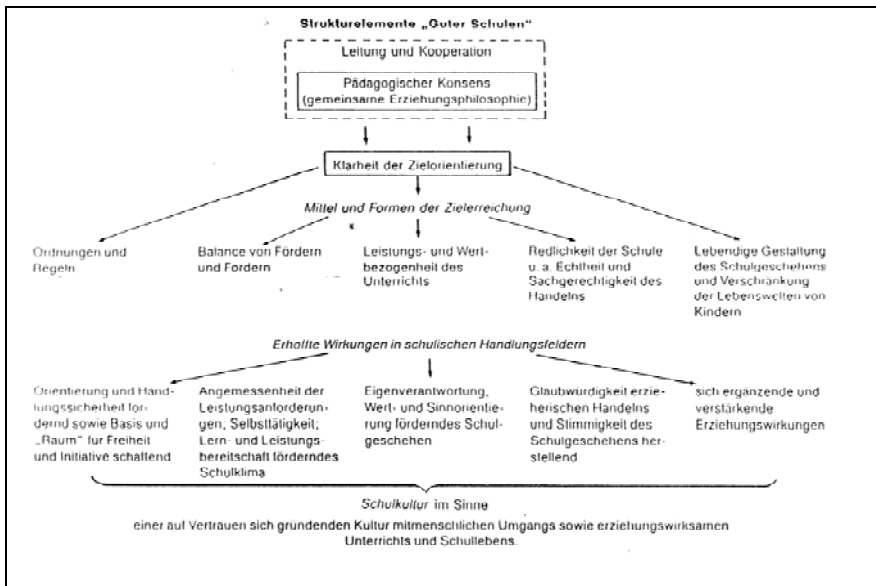 Strukturelemente „Guter Schulen“
Leitung und Kooperation
Pädagogischer Konsens
(gemeinsame Erziehungsphilosophie)
Klarheit der Zielorientierung
Mittel und Formen der Zielerreichung
Ordnungen und
Regeln
Balance von Fördern
und Fordern
Leistungs- und Wert-
bezogenheit des
Unterrichts
Redlichkeit der Schule
u. a. Echtheit und
Sachgerechtigkeit des
Handelns
Lebendige Gestaltung
des Schulgeschehens
und Verschränkung
der Lebenswelten von
Kindern
Erhoffte Wirkungen in schulischen Handlungsfeldern
Orientierung und Hand-
lungssicherheit för-
dernd sowie Basis und
„Raum“ für Freiheit
und Initiative schaffend
Angemessenheit der
Leistungsanforderun-
gen; Selbsttätigkeit;
Lern- und Leistungs-
bereitschaft förderndes
Schulklima
Eigenverantwortung,
Wert- und Sinnorientie-
rung förderndes Schul-
geschehen
Glaubwürdigkeit erzie-
herischen Handelns
und Stimmigkeit des
Schulgeschehens her-
stellend
sich ergänzende und
verstärkende
Erziehungswirkungen
Schulkultur im Sinne
einer auf Vertrauen sich gründenden Kultur mitmenschlichen Umgangs sowie erziehungswirksamen
Unterrichts und Schullebens.